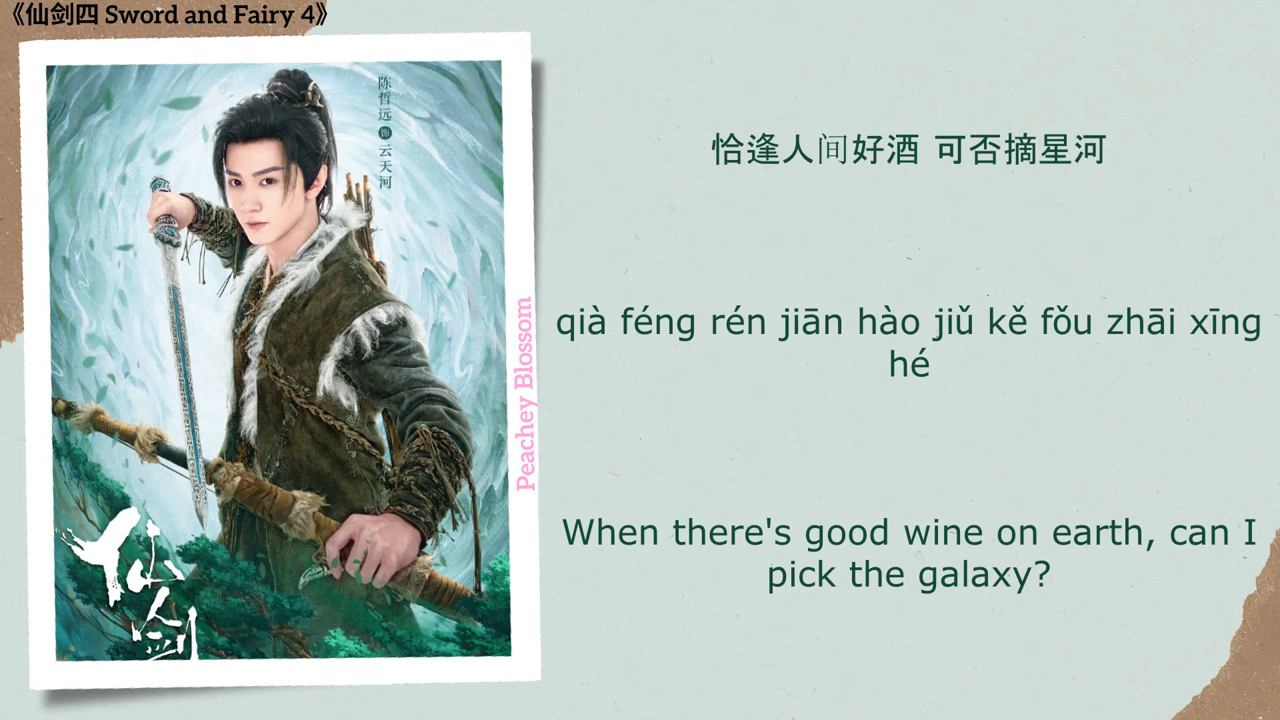 《仙剑四 Sword and Fairy 4》
陈哲远 饰 云天河
仙剑
Peachey Blossom
恰逢人间好酒 可否摘星河
qià féng rén jiān hào jiǔ kě fǒu zhāi xīng
hé
When there's good wine on earth, can I
pick the galaxy?